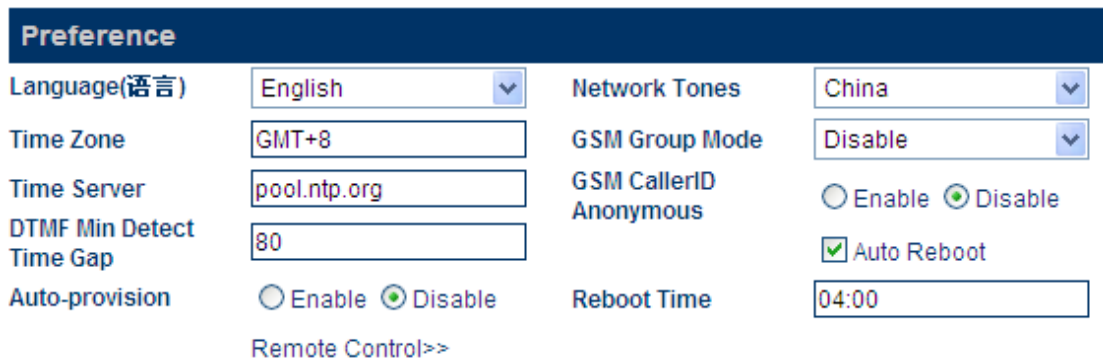 Preference
Language(语言)
English
Network Tones
China
Time Zone
GMT+8
GSM Group Mode
Disable
Time Server
pool.ntp.org
GSM CallerID
Anonymous
Enable
Disable
DTMF Min Detect
Time Gap
80
Auto Reboot
Auto-provision
Enable
Disable
Reboot Time
04:00
Remote Control>>